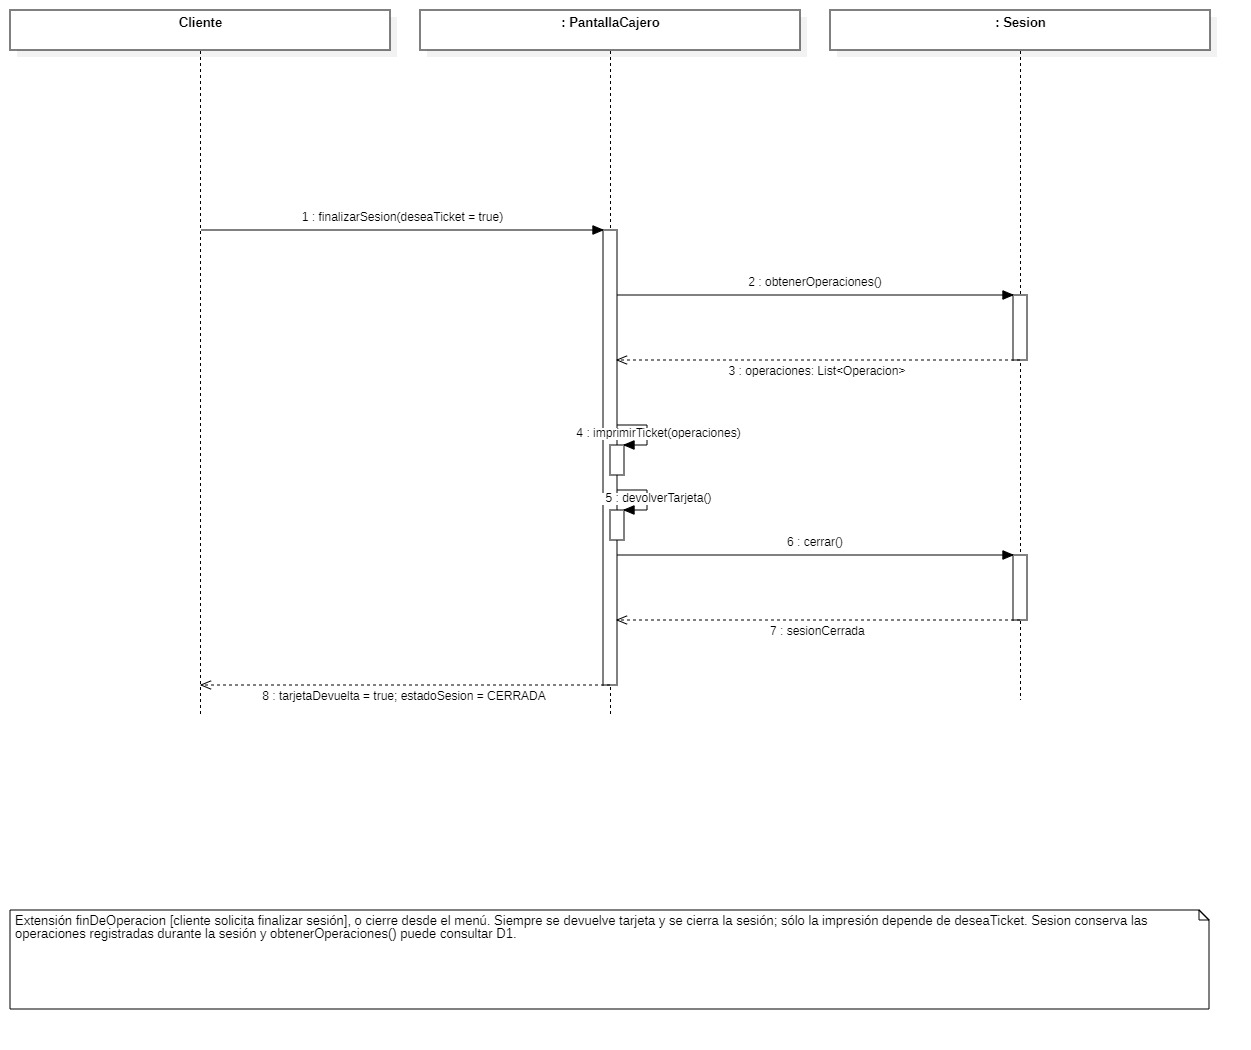 Cliente
: PantallaCajero
: Sesion
1 : finalizarSesion(deseaTicket = true)
2 : obtenerOperaciones()
3 : operaciones: List<Operacion>
4 : imprimirTicket(operaciones)
5 : devolverTarjeta()
6 : cerrar()
7 : sesionCerrada
8 : tarjetaDevuelta = true; estadoSesion = CERRADA
Extensión finDeOperacion [cliente solicita finalizar sesión], o cierre desde el menú. Siempre se devuelve tarjeta y se cierra la sesión; sólo la impresión depende de deseaTicket. Sesion conserva las
operaciones registradas durante la sesión y obtenerOperaciones() puede consultar D1.